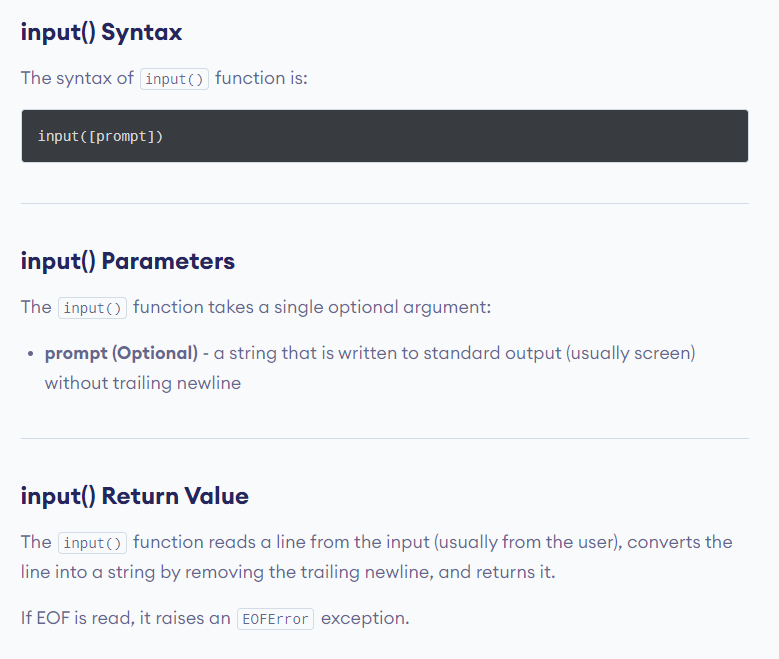 input() Syntax
The syntax of input() function is:
input([prompt])
input() Parameters
The input() function takes a single optional argument:
• prompt (Optional) - a string that is written to standard output (usually screen)
without trailing newline
input() Return Value
The input() function reads a line from the input (usually from the user), converts the
line into a string by removing the trailing newline, and returns it.
If EOF is read, it raises an EOFError exception.